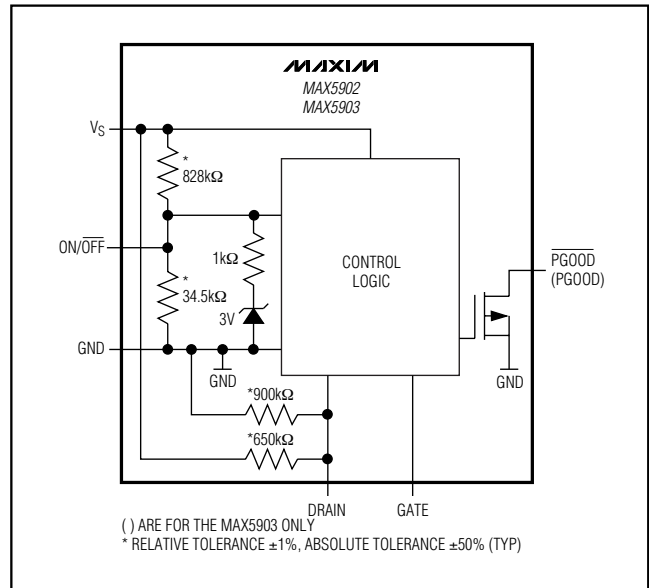 MAXIM
MAX5902
MAX5903
VS
*
828kΩ
ON/OFF
1kΩ
CONTROL
LOGIC
PGOOD
(PGOOD)
*
34.5kΩ
3V
GND
GND
GND
*900kΩ
*650kΩ
DRAIN
GATE
( ) ARE FOR THE MAX5903 ONLY
* RELATIVE TOLERANCE ±1%, ABSOLUTE TOLERANCE ±50% (TYP)